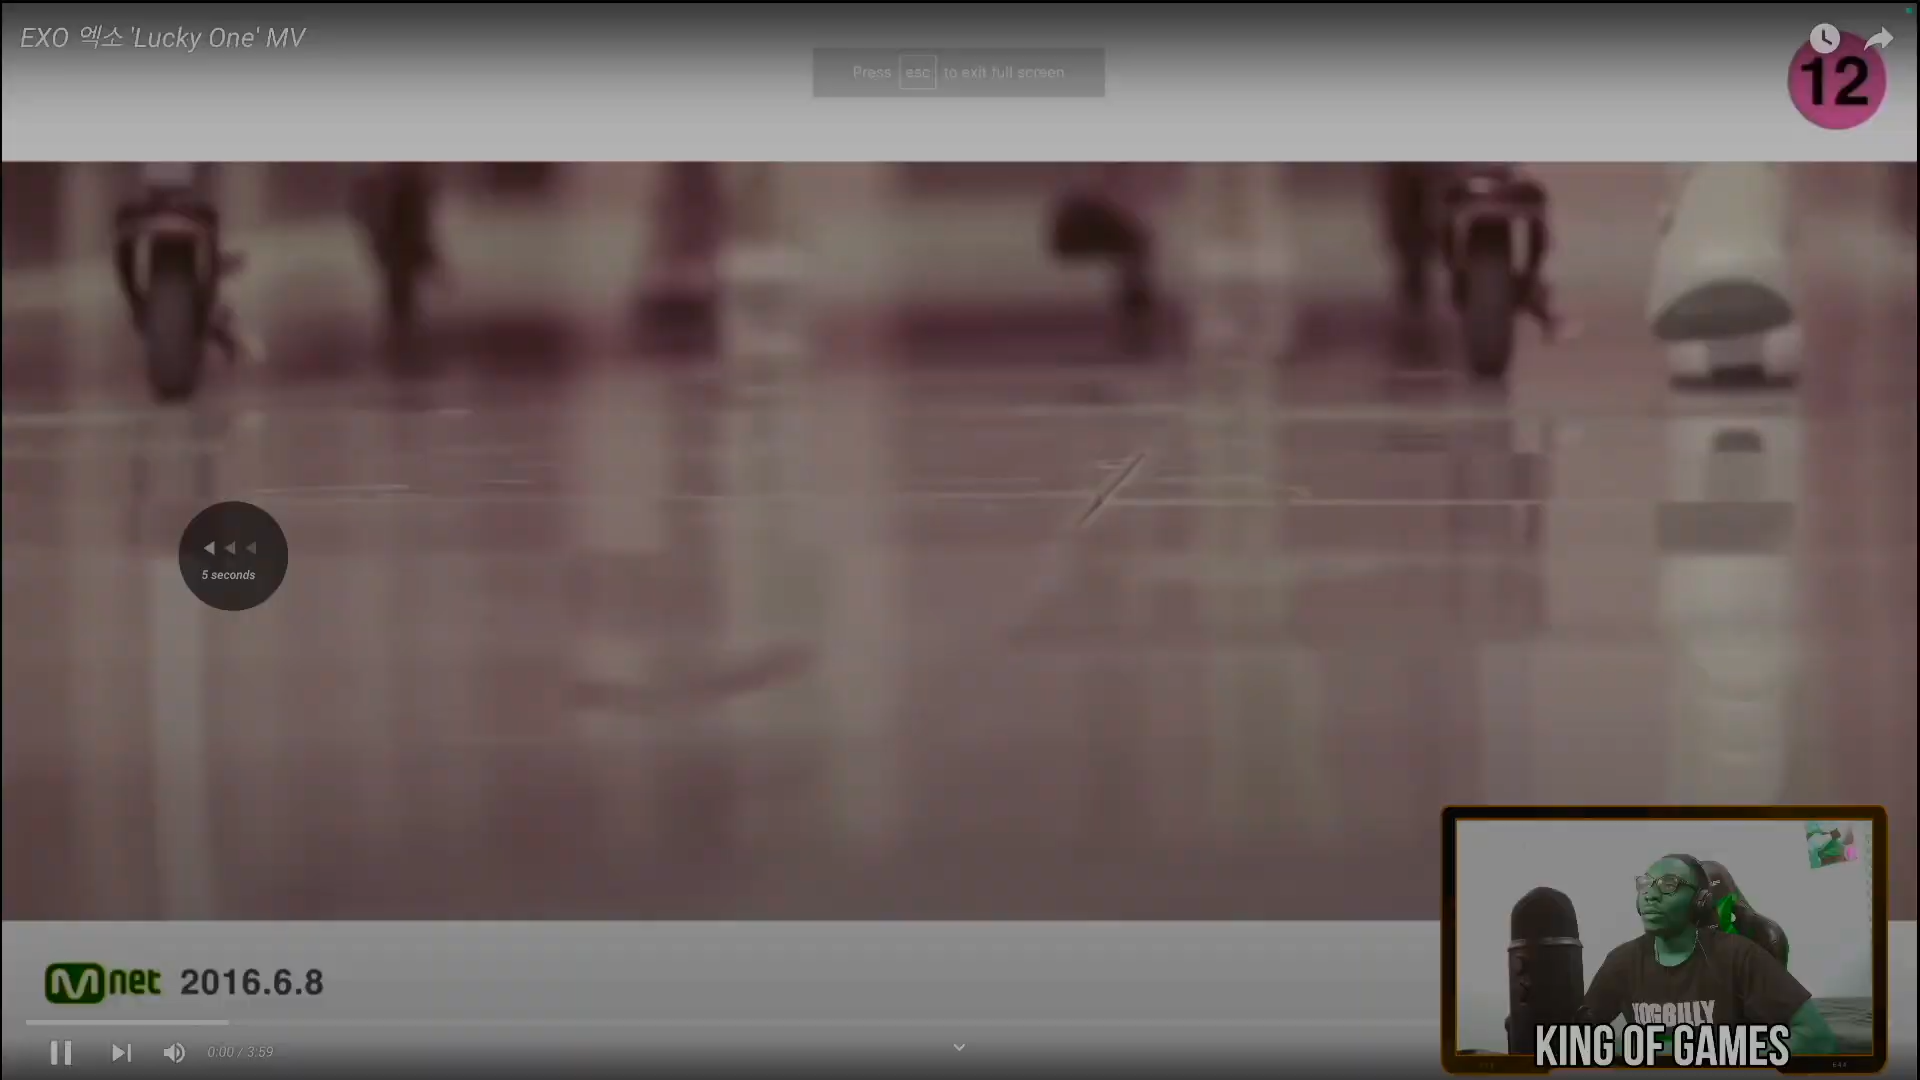 EXO 엑소 'Lucky One' MV
Press esc to exit full screen
12
5 seconds
Mnet 2016.6.8
0:00 / 3:59
YOGBILLY
KING OF GAMES